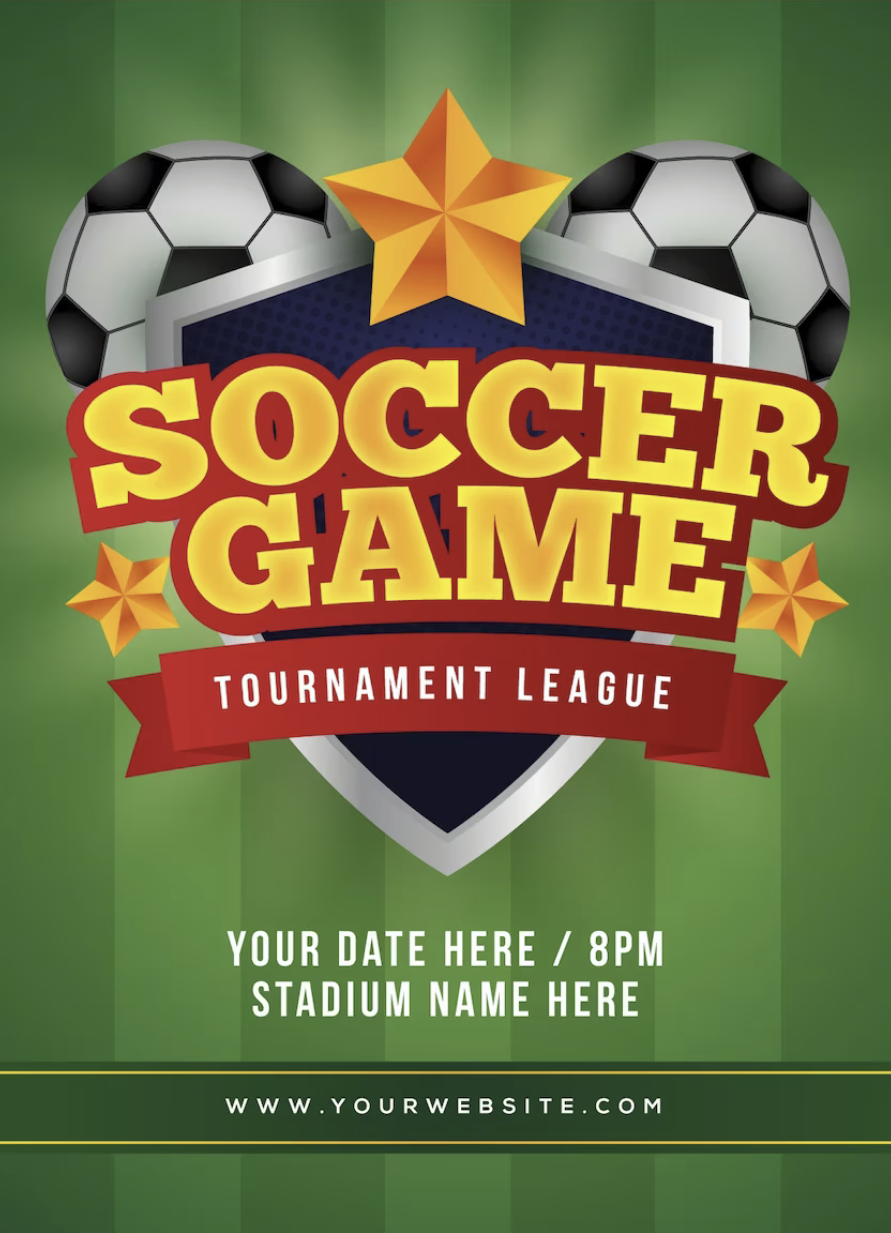 SOCCER
GAME
TOURNAMENT LEAGUE
YOUR DATE HERE / 8PM
STADIUM NAME HERE
WWW.YOURWEBSITE.COM